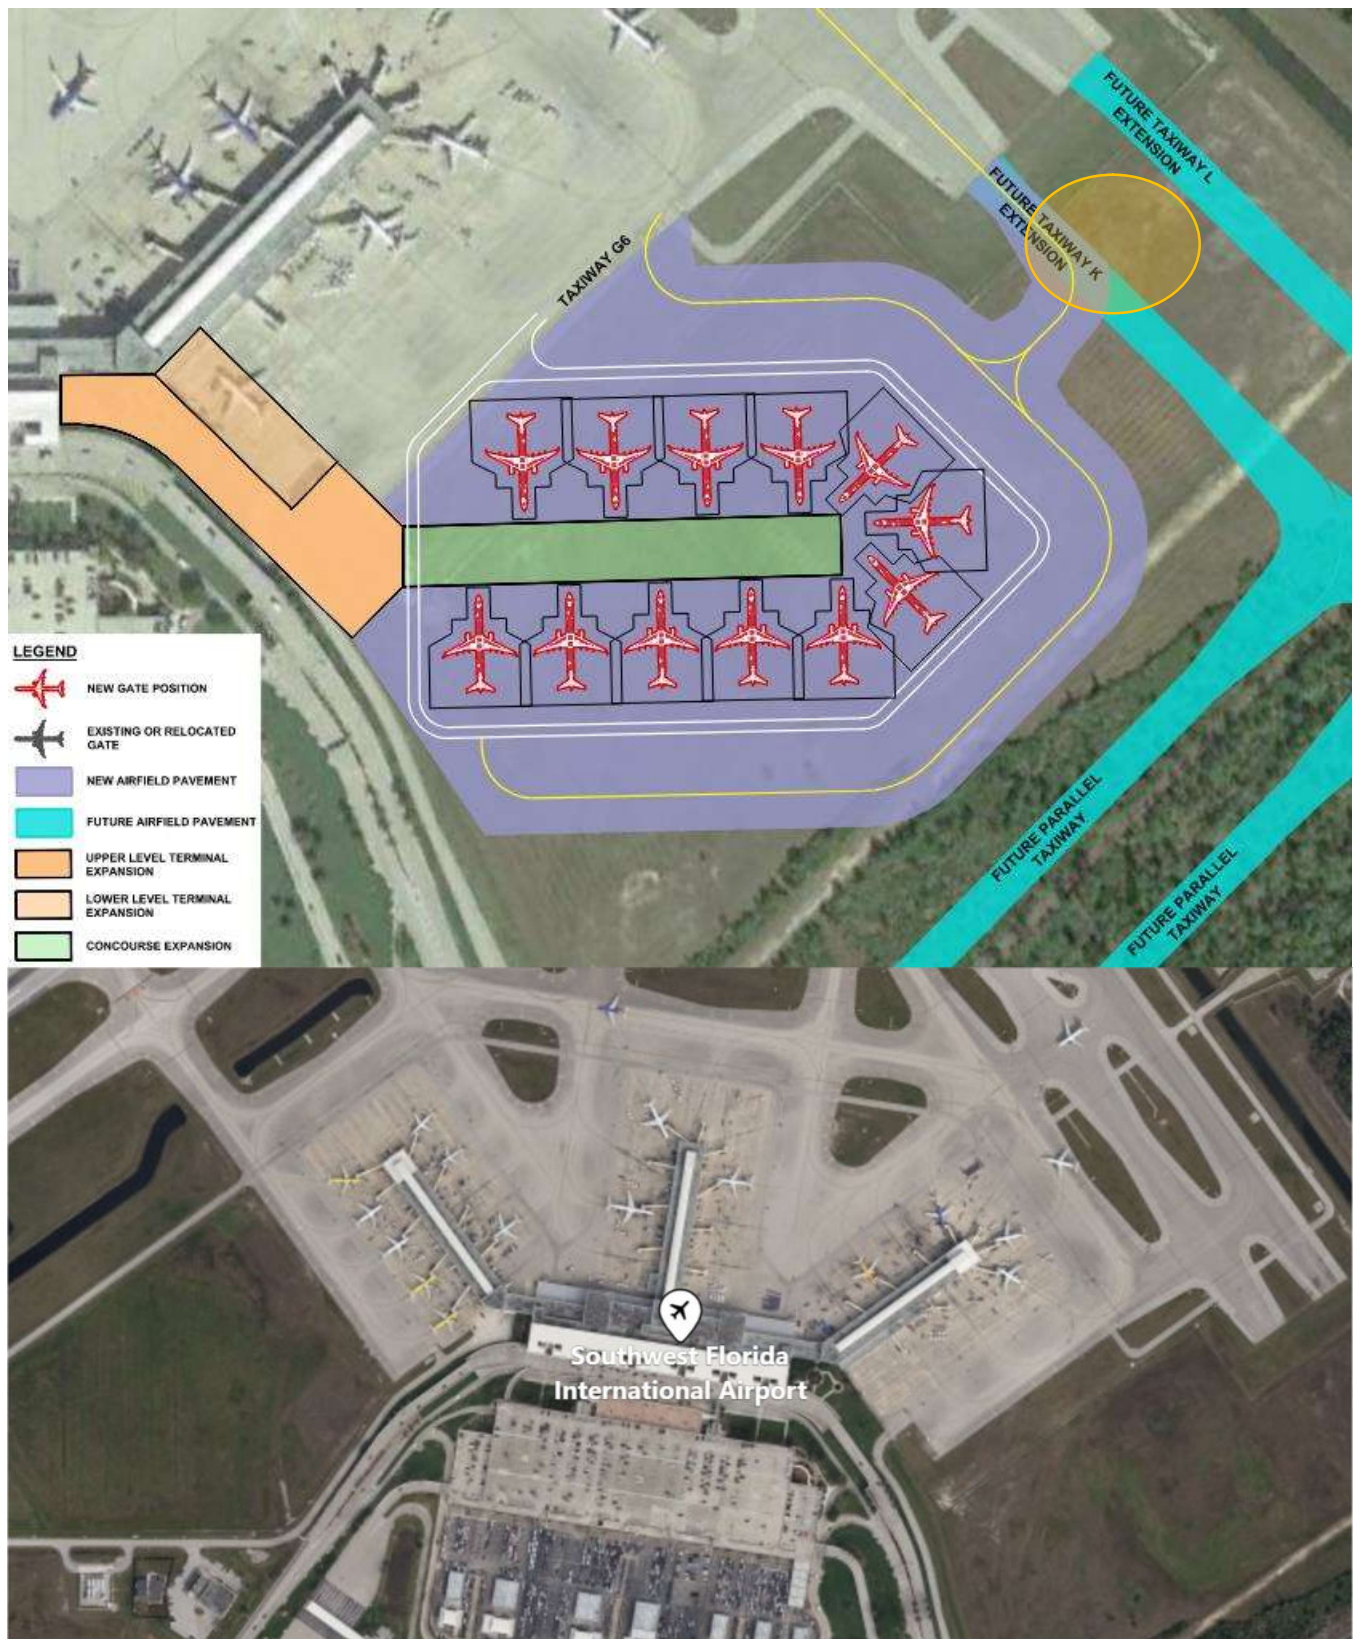 FUTURE TAXIWAY L
EXTENSION
FUTURE TAXIWAY K
EXTENSION
TAXIWAY G6
LEGEND
NEW GATE POSITION
EXISTING OR RELOCATED
GATE
NEW AIRFIELD PAVEMENT
FUTURE AIRFIELD PAVEMENT
UPPER LEVEL TERMINAL
EXPANSION
LOWER LEVEL TERMINAL
EXPANSION
CONCOURSE EXPANSION
FUTURE PARALLEL
TAXIWAY
FUTURE PARALLEL
TAXIWAY
Southwest Florida
International Airport